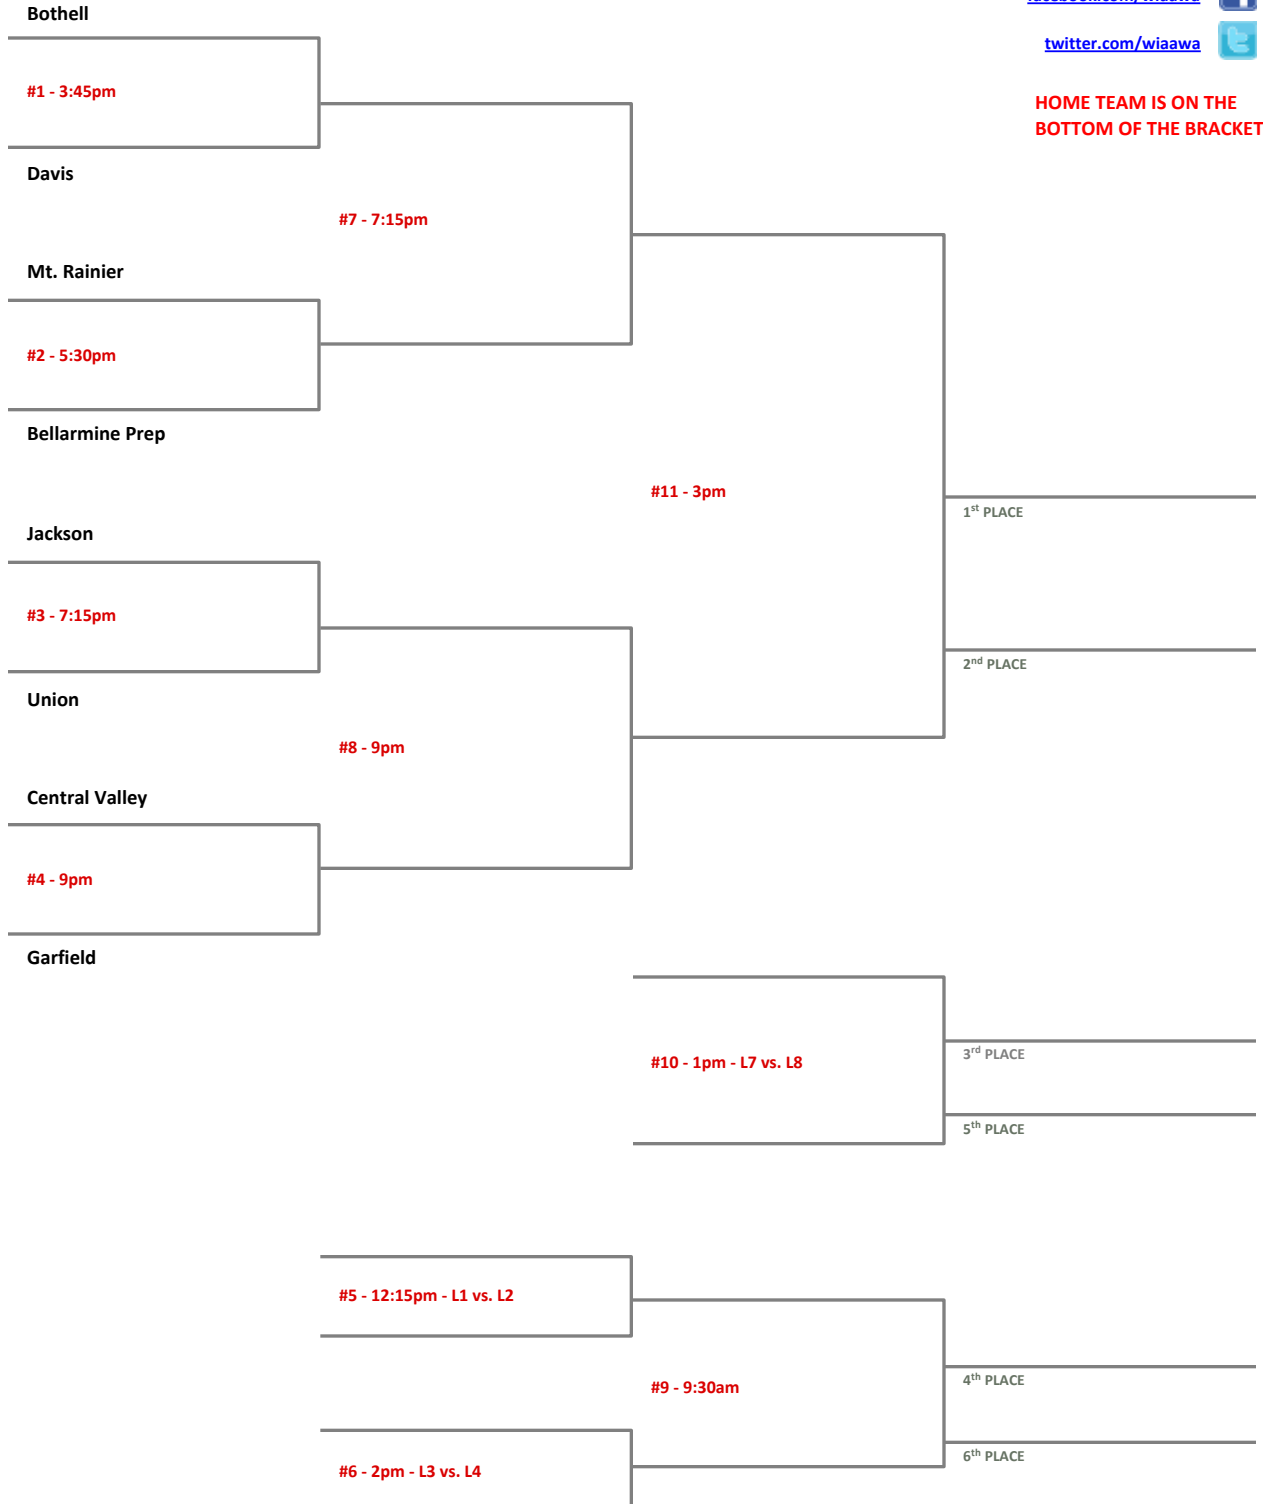 Bothell
facebook.com/wiaawa
twitter.com/wiaawa
#1 - 3:45pm
HOME TEAM IS ON THE
BOTTOM OF THE BRACKET
Davis
#7 - 7:15pm
Mt. Rainier
#2 - 5:30pm
Bellarmine Prep
#11 - 3pm
1st PLACE
Jackson
#3 - 7:15pm
2nd PLACE
Union
#8 - 9pm
Central Valley
#4 - 9pm
Garfield
#10 - 1pm - L7 vs. L8
3rd PLACE
5th PLACE
#5 - 12:15pm - L1 vs. L2
#9 - 9:30am
4th PLACE
6th PLACE
#6 - 2pm - L3 vs. L4